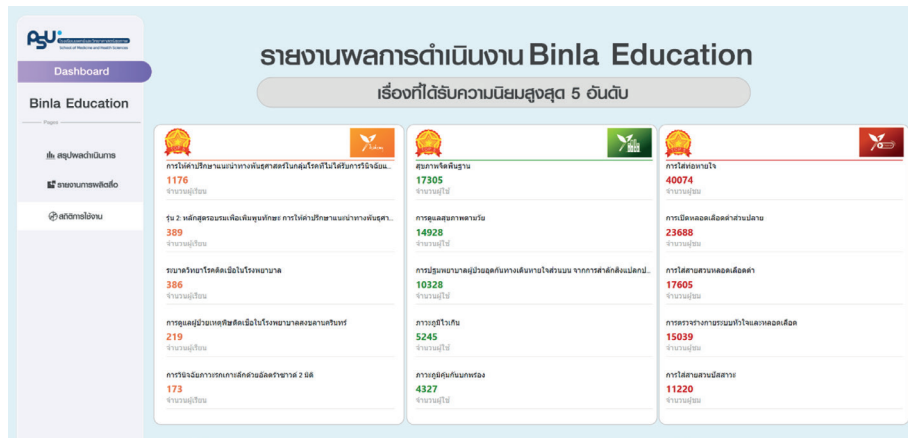 PSU
School of Medicine and Health Sciences
Dashboard
Binla Education
Pages
สรุปผลดำเนินการ
รายงานการผลิตสื่อ
สถิติการใช้งาน
รายงานผลการดำเนินงาน Binla Education
เรื่องที่ได้รับความนิยมสูงสุด 5 อันดับ
การให้คำปรึกษาแนะนำทางพันธุศาสตร์ในกลุ่มโรคที่ไม่ได้รับการวินิจฉัยแ...
1176
จำนวนผู้เรียน
รุ่น 2: หลักสูตรอบรมเพื่อเพิ่มพูนทักษะ การให้คำปรึกษาแนะนำทางพันธุศา...
389
จำนวนผู้เรียน
ระบาดวิทยาโรคติดเชื้อในโรงพยาบาล
386
จำนวนผู้เรียน
การดูแลผู้ป่วยเหตุพิษติดเชื้อในโรงพยาบาลสงขลานครินทร์
219
จำนวนผู้เรียน
การวินิจฉัยภาวะรกเกาะลึกด้วยอัลตร้าซาวด์ 2 มิติ
173
จำนวนผู้เรียน
สุขภาพจิตพื้นฐาน
17305
จำนวนผู้ใช้
การดูแลสุขภาพตามวัย
14928
จำนวนผู้ใช้
การปฐมพยาบาลผู้ป่วยอุดกั้นทางเดินหายใจส่วนบน จากการสำลักสิ่งแปลกป...
10328
จำนวนผู้ใช้
ภาวะภูมิไวเกิน
5245
จำนวนผู้ใช้
ภาวะภูมิคุ้มกันบกพร่อง
4327
จำนวนผู้ใช้
การใส่ท่อทางใจ
40074
จำนวนผู้ชม
การเปิดหลอดเลือดดำส่วนปลาย
23688
จำนวนผู้ชม
การใส่สายสวนหลอดเลือดดำ
17605
จำนวนผู้ชม
การตรวจร่างกายระบบหัวใจและหลอดเลือด
15039
จำนวนผู้ชม
การใส่สายสวนปัสสาวะ
11220
จำนวนผู้ชม